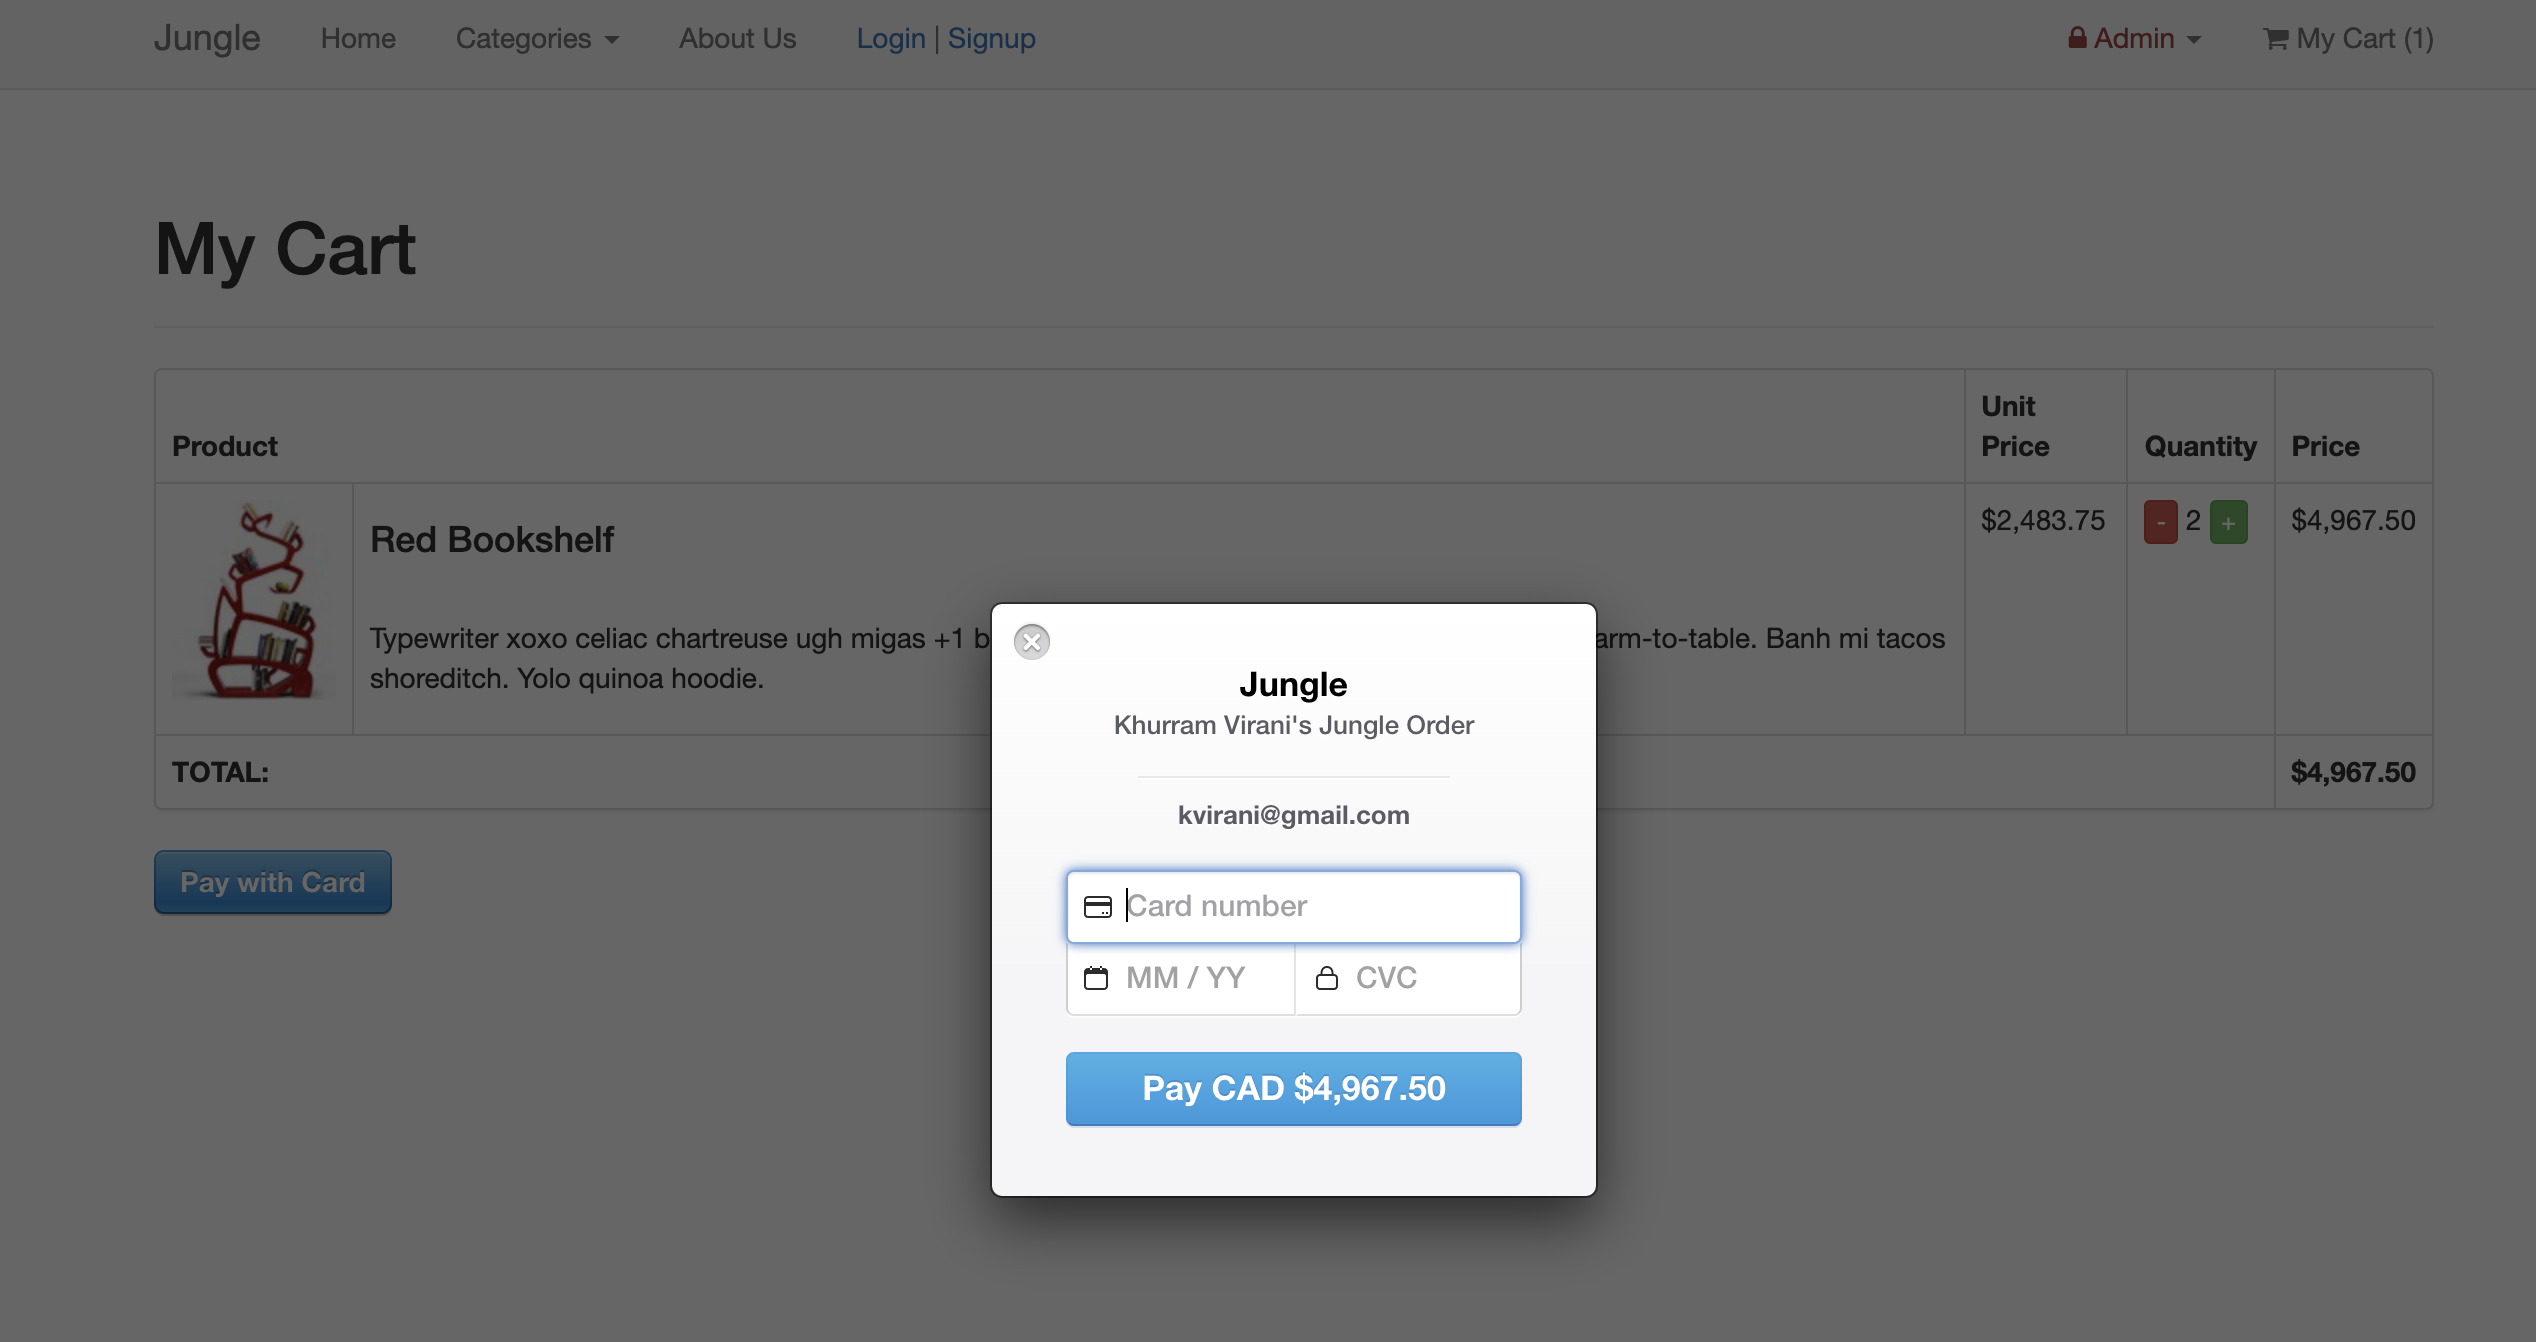 Jungle Home Categories About Us Login | Signup Admin My Cart (1)
My Cart
Product Unit Price Quantity Price
Red Bookshelf $2,483.75 - 2 + $4,967.50
Typewriter xoxo celiac chartreuse ugh migas +1 b arm-to-table. Banh mi tacos
shoreditch. Yolo quinoa hoodie.
TOTAL: $4,967.50
Pay with Card
Jungle
Khurram Virani's Jungle Order
kvirani@gmail.com
Card number
MM / YY CVC
Pay CAD $4,967.50